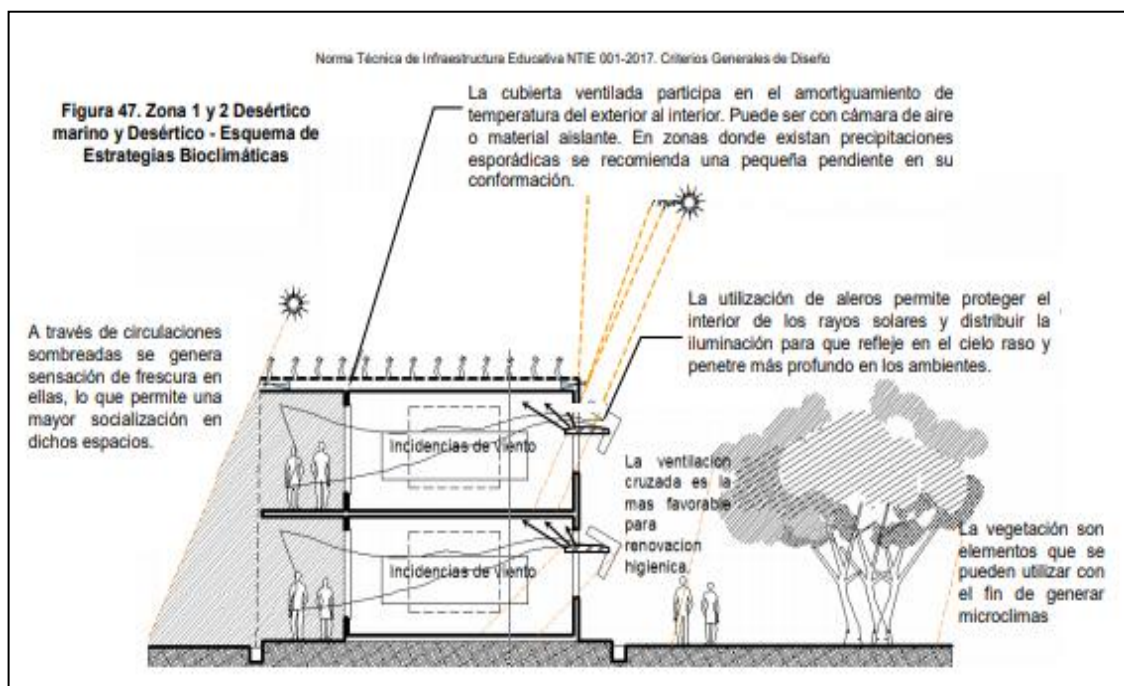 Norma Técnica de Infraestructura Educativa NTIE 001-2017. Criterios Generales de Diseño
Figura 47. Zona 1 y 2 Desértico
marino y Desértico - Esquema de
Estrategias Bioclimáticas
La cubierta ventilada participa en el amortiguamiento de
temperatura del exterior al interior. Puede ser con cámara de aire
o material aislante. En zonas donde existan precipitaciones
esporádicas se recomienda una pequeña pendiente en su
conformación.
La utilización de aleros permite proteger el
interior de los rayos solares y distribuir la
iluminación para que refleje en el cielo raso y
penetre más profundo en los ambientes.
A través de circulaciones
sombreadas se genera
sensación de frescura en
ellas, lo que permite una
mayor socialización en
dichos espacios.
Incidencias de viento
La ventilacion
cruzada es la
mas favorable
para
renovacion
higienica.
Incidencias de viento
La vegetación son
elementos que se
pueden utilizar con
el fin de generar
microclimas